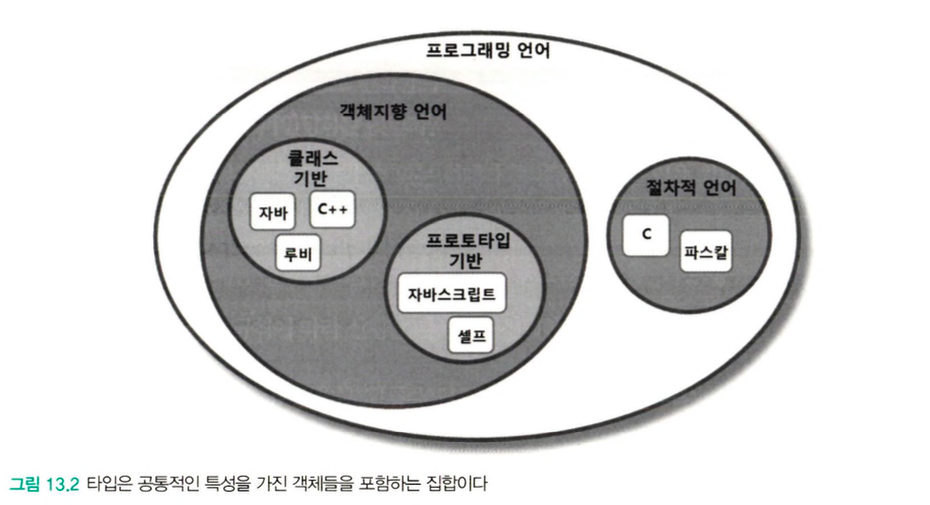 프로그래밍 언어
객체지향 언어
클래스
기반
자바
C++
루비
프로토타입
기반
자바스크립트
셀프
절차적 언어
C
파스칼
그림 13.2 타입은 공통적인 특성을 가진 객체들을 포함하는 집합이다